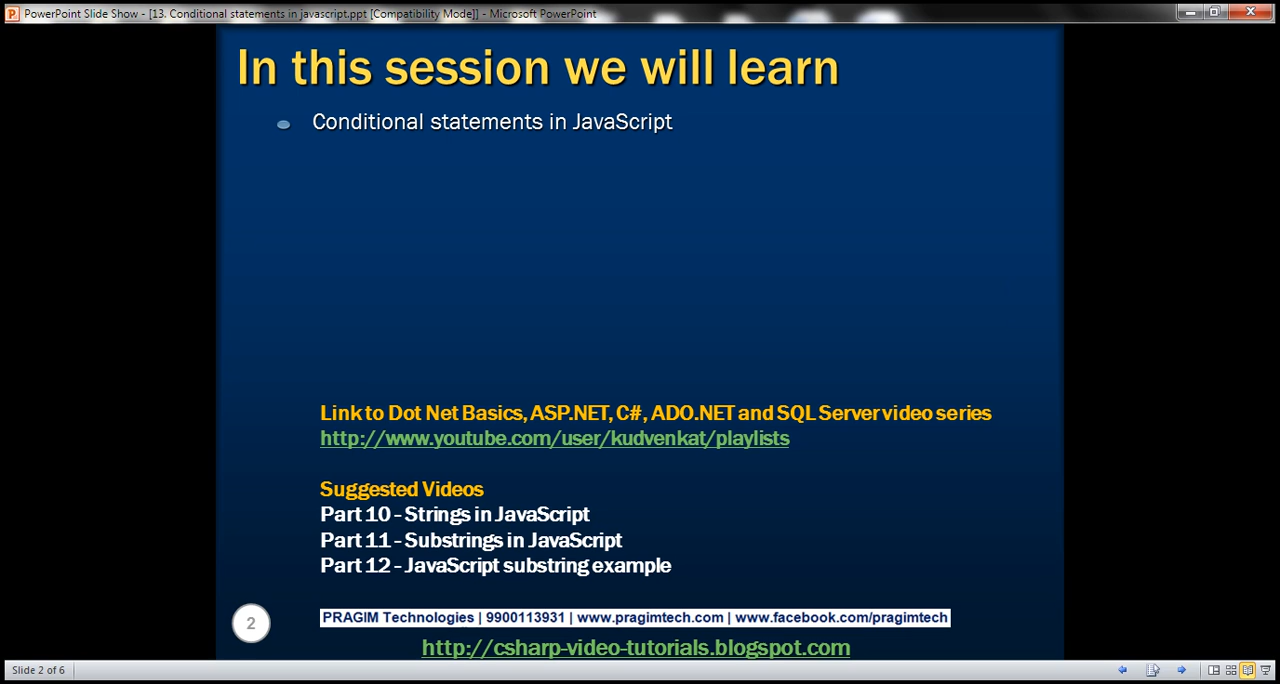 PowerPoint Slide Show - [13. Conditional statements in javascript.ppt [Compatibility Mode]] - Microsoft PowerPoint
In this session we will learn
Conditional statements in JavaScript
Link to Dot Net Basics, ASP.NET, C#, ADO.NET and SQL Server video series
http://www.youtube.com/user/kudvenkat/playlists
Suggested Videos
Part 10 - Strings in JavaScript
Part 11 - Substrings in JavaScript
Part 12 - JavaScript substring example
2
PRAGIM Technologies | 9900113931 | www.pragimtech.com | www.facebook.com/pragimtech
http://csharp-video-tutorials.blogspot.com
Slide 2 of 6